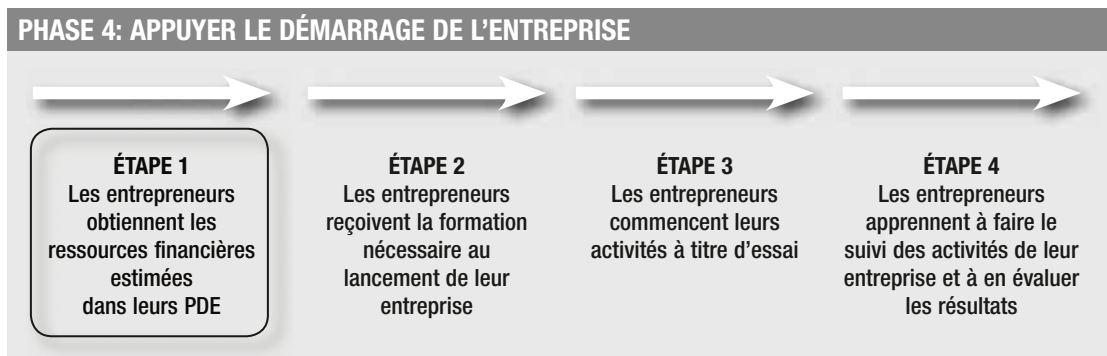 PHASE 4: APPUYER LE DÉMARRAGE DE L'ENTREPRISE
ÉTAPE 1
Les entrepreneurs
obtiennent les
ressources financières
estimées
dans leurs PDE
ÉTAPE 2
Les entrepreneurs
reçoivent la formation
nécessaire au
lancement de leur
entreprise
ÉTAPE 3
Les entrepreneurs
commencent leurs
activités à titre d'essai
ÉTAPE 4
Les entrepreneurs
apprennent à faire le
suivi des activités de leur
entreprise et à en évaluer
les résultats